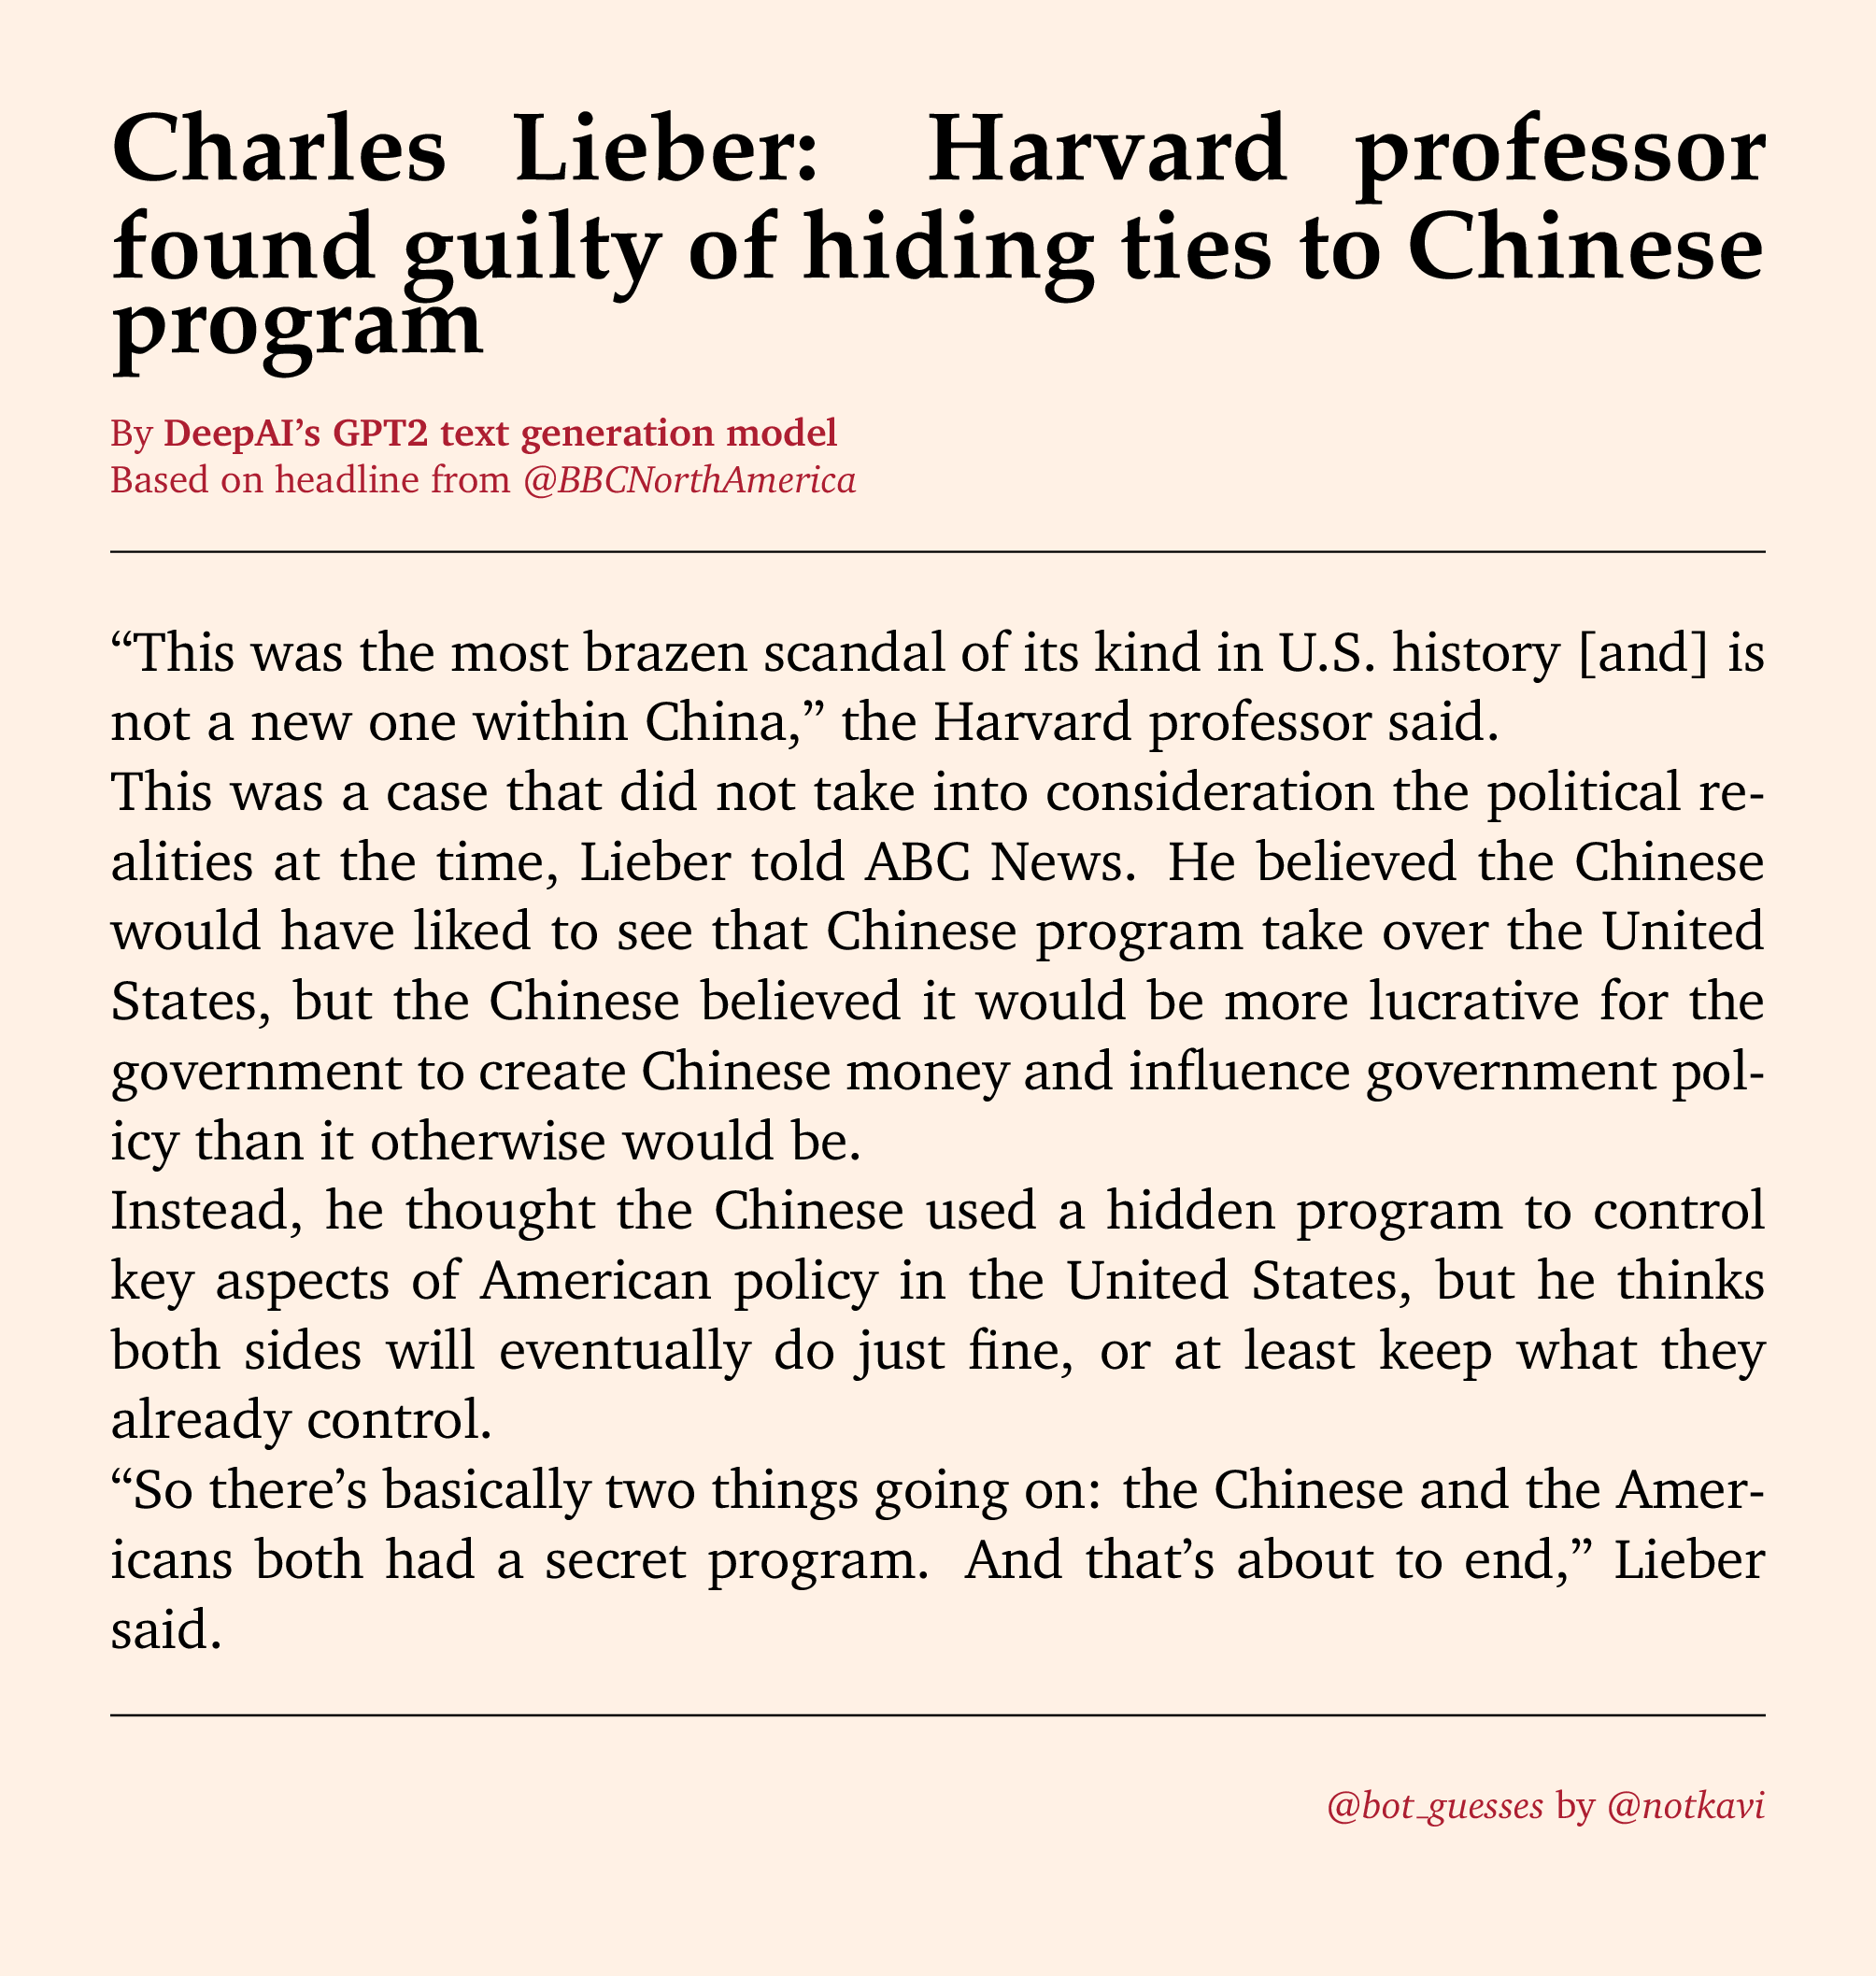 Charles Lieber: Harvard professor
found guilty of hiding ties to Chinese
program
By DeepAI’s GPT2 text generation model
Based on headline from @BBCNorthAmerica
“This was the most brazen scandal of its kind in U.S. history [and] is
not a new one within China,” the Harvard professor said.
This was a case that did not take into consideration the political re-
alities at the time, Lieber told ABC News. He believed the Chinese
would have liked to see that Chinese program take over the United
States, but the Chinese believed it would be more lucrative for the
government to create Chinese money and influence government pol-
icy than it otherwise would be.
Instead, he thought the Chinese used a hidden program to control
key aspects of American policy in the United States, but he thinks
both sides will eventually do just fine, or at least keep what they
already control.
“So there’s basically two things going on: the Chinese and the Amer-
icans both had a secret program. And that’s about to end,” Lieber
said.
@bot_guesses by @notkavi